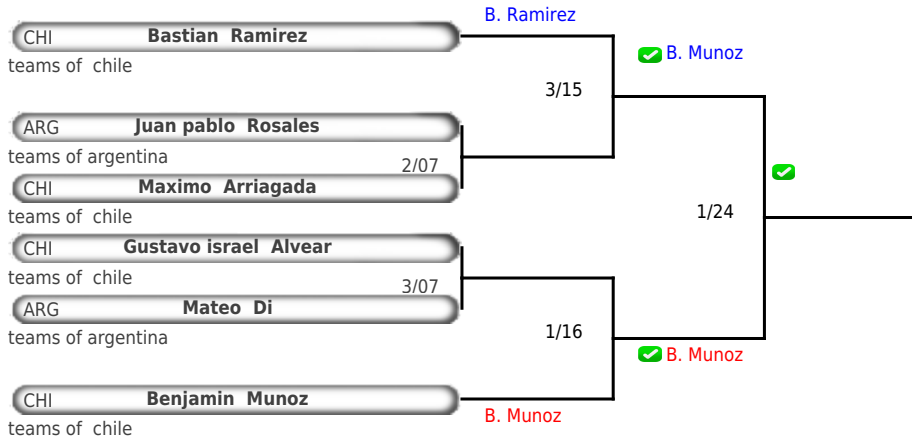 B. Ramirez
CHI Bastian Ramirez
teams of chile
B. Munoz
3/15
ARG Juan pablo Rosales
teams of argentina
2/07
CHI Maximo Arriagada
teams of chile
1/24
CHI Gustavo israel Alvear
teams of chile
3/07
ARG Mateo Di
teams of argentina
1/16
B. Munoz
CHI Benjamin Munoz
B. Munoz
teams of chile